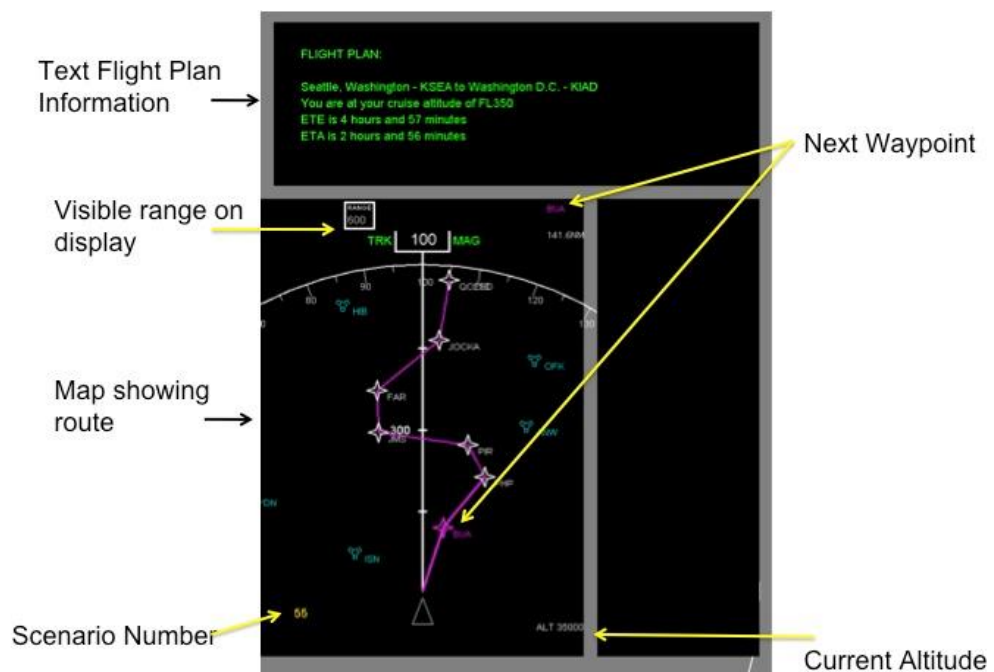 FLIGHT PLAN:
Seattle, Washington - KSEA to Washington D.C. - KIAD
You are at your cruise altitude of FL350
ETE is 4 hours and 57 minutes
ETA is 2 hours and 56 minutes
Text Flight Plan
Information
Next Waypoint
Visible range on
display
RANGE
600
BUA
141.6NM
TRK 100 MAG
80
90
100
120
130
HIB
JOCKA
OFK
Map showing
route
FAR
300
JMS
PIR
PHP
BUA
ISN
55
Scenario Number
ALT 35000
Current Altitude